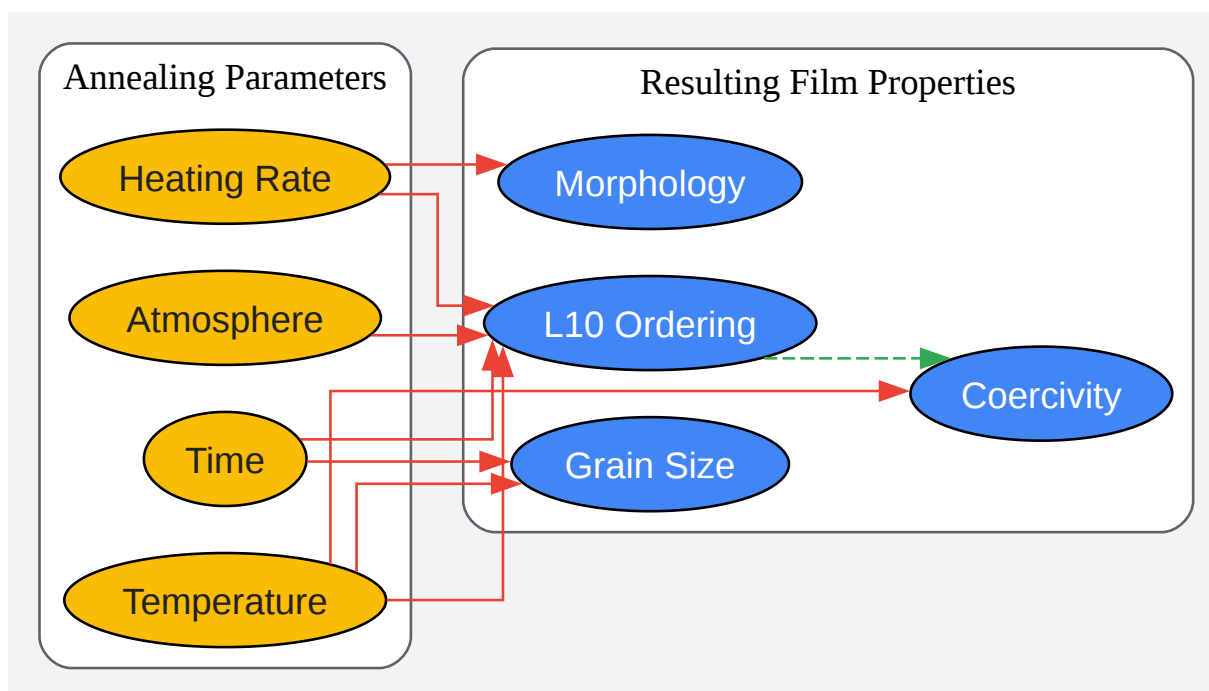 Annealing Parameters
Heating Rate
Atmosphere
Time
Temperature
Resulting Film Properties
Morphology
L10 Ordering
Grain Size
Coercivity